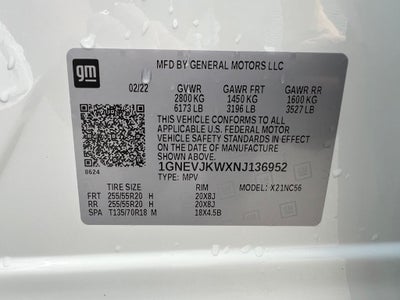 gm
MFD BY GENERAL MOTORS LLC
02/22 GVWR GAWR FRT GAWR RR
2800 KG 1450 KG 1600 KG
6173 LB 3196 LB 3527 LB
THIS VEHICLE CONFORMS TO ALL
APPLICABLE U.S. FEDERAL MOTOR
VEHICLE SAFETY STANDARDS IN EFFECT
ON THE DATE OF MANUFACTURE
SHOWN ABOVE.
8624 1GNEVJKWXNJ136952
TYPE: MPV MODEL: X21NC56
TIRE SIZE RIM
FRT 255/55R20 H 20X8J
RR 255/55R20 H 20X8J
SPA T135/70R18 M 18X4.5B